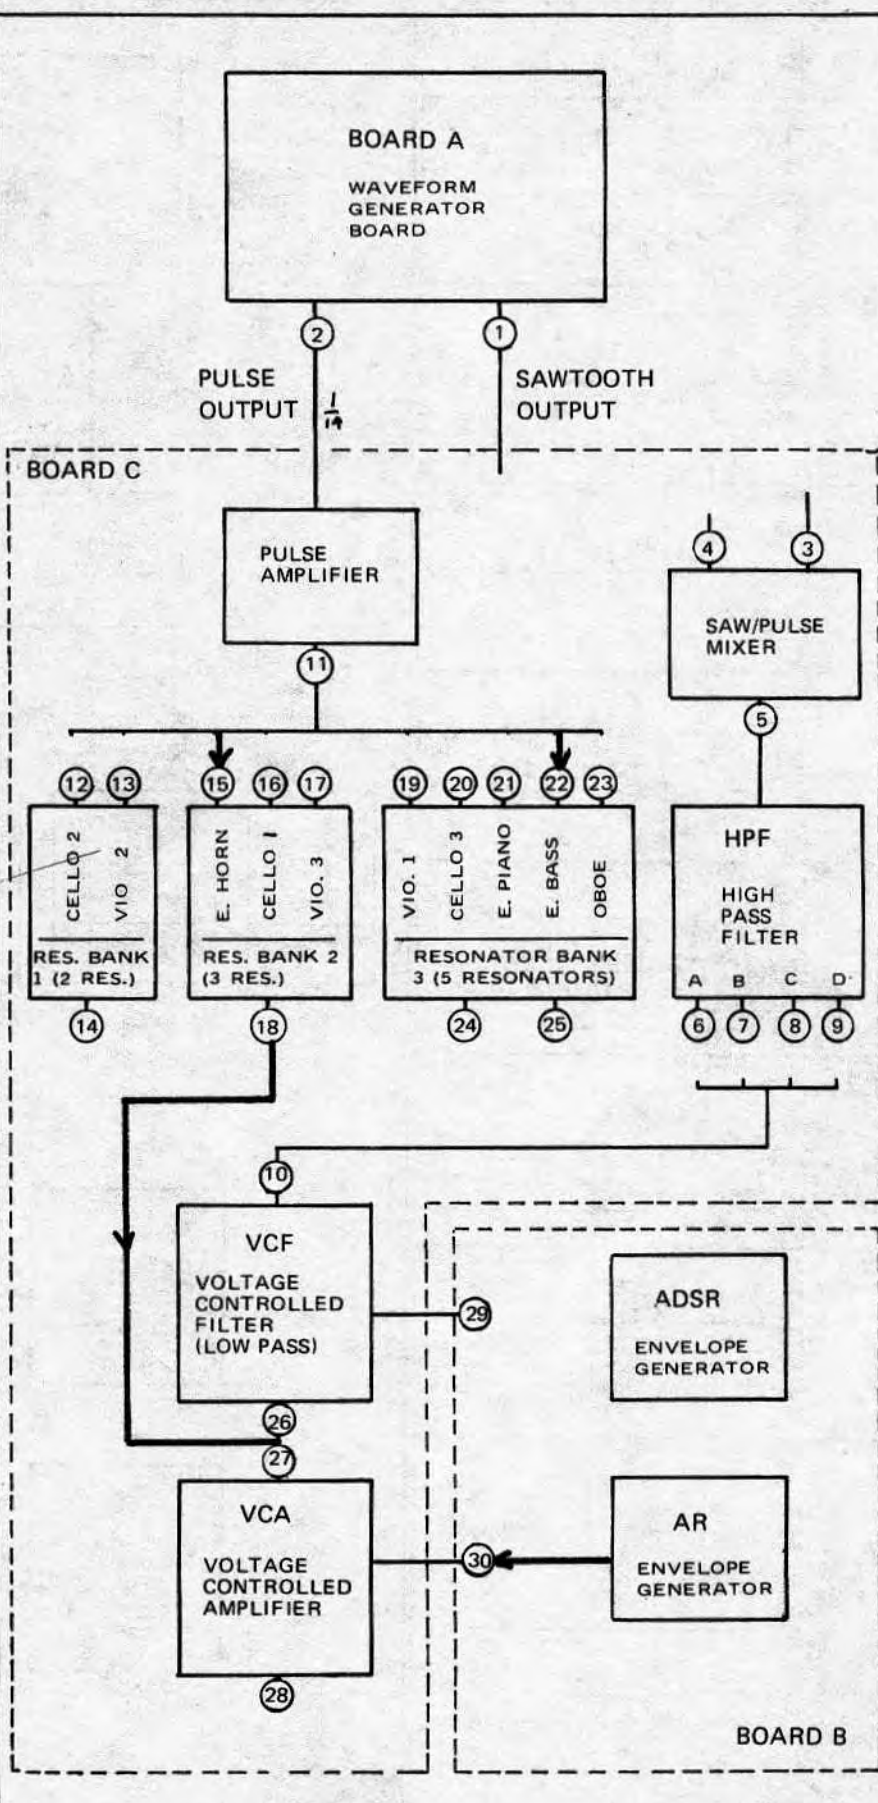 BOARD A
WAVEFORM
GENERATOR
BOARD
2
1
PULSE
OUTPUT
SAWTOOTH
OUTPUT
BOARD C
PULSE
AMPLIFIER
4
3
SAW/PULSE
MIXER
11
5
12
13
15
16
17
19
20
21
22
23
CELLO 2
VIO 2
E. HORN
CELLO 1
VIO. 3
VIO. 1
CELLO 3
E. PIANO
E. BASS
OBOE
RES. BANK
1 (2 RES.)
RES. BANK 2
(3 RES.)
RESONATOR BANK
3 (5 RESONATORS)
HPF
HIGH
PASS
FILTER
A B C D
14
18
24
25
6
7
8
9
10
VCF
VOLTAGE
CONTROLLED
FILTER
(LOW PASS)
29
ADSR
ENVELOPE
GENERATOR
26
27
VCA
VOLTAGE
CONTROLLED
AMPLIFIER
30
AR
ENVELOPE
GENERATOR
28
BOARD B